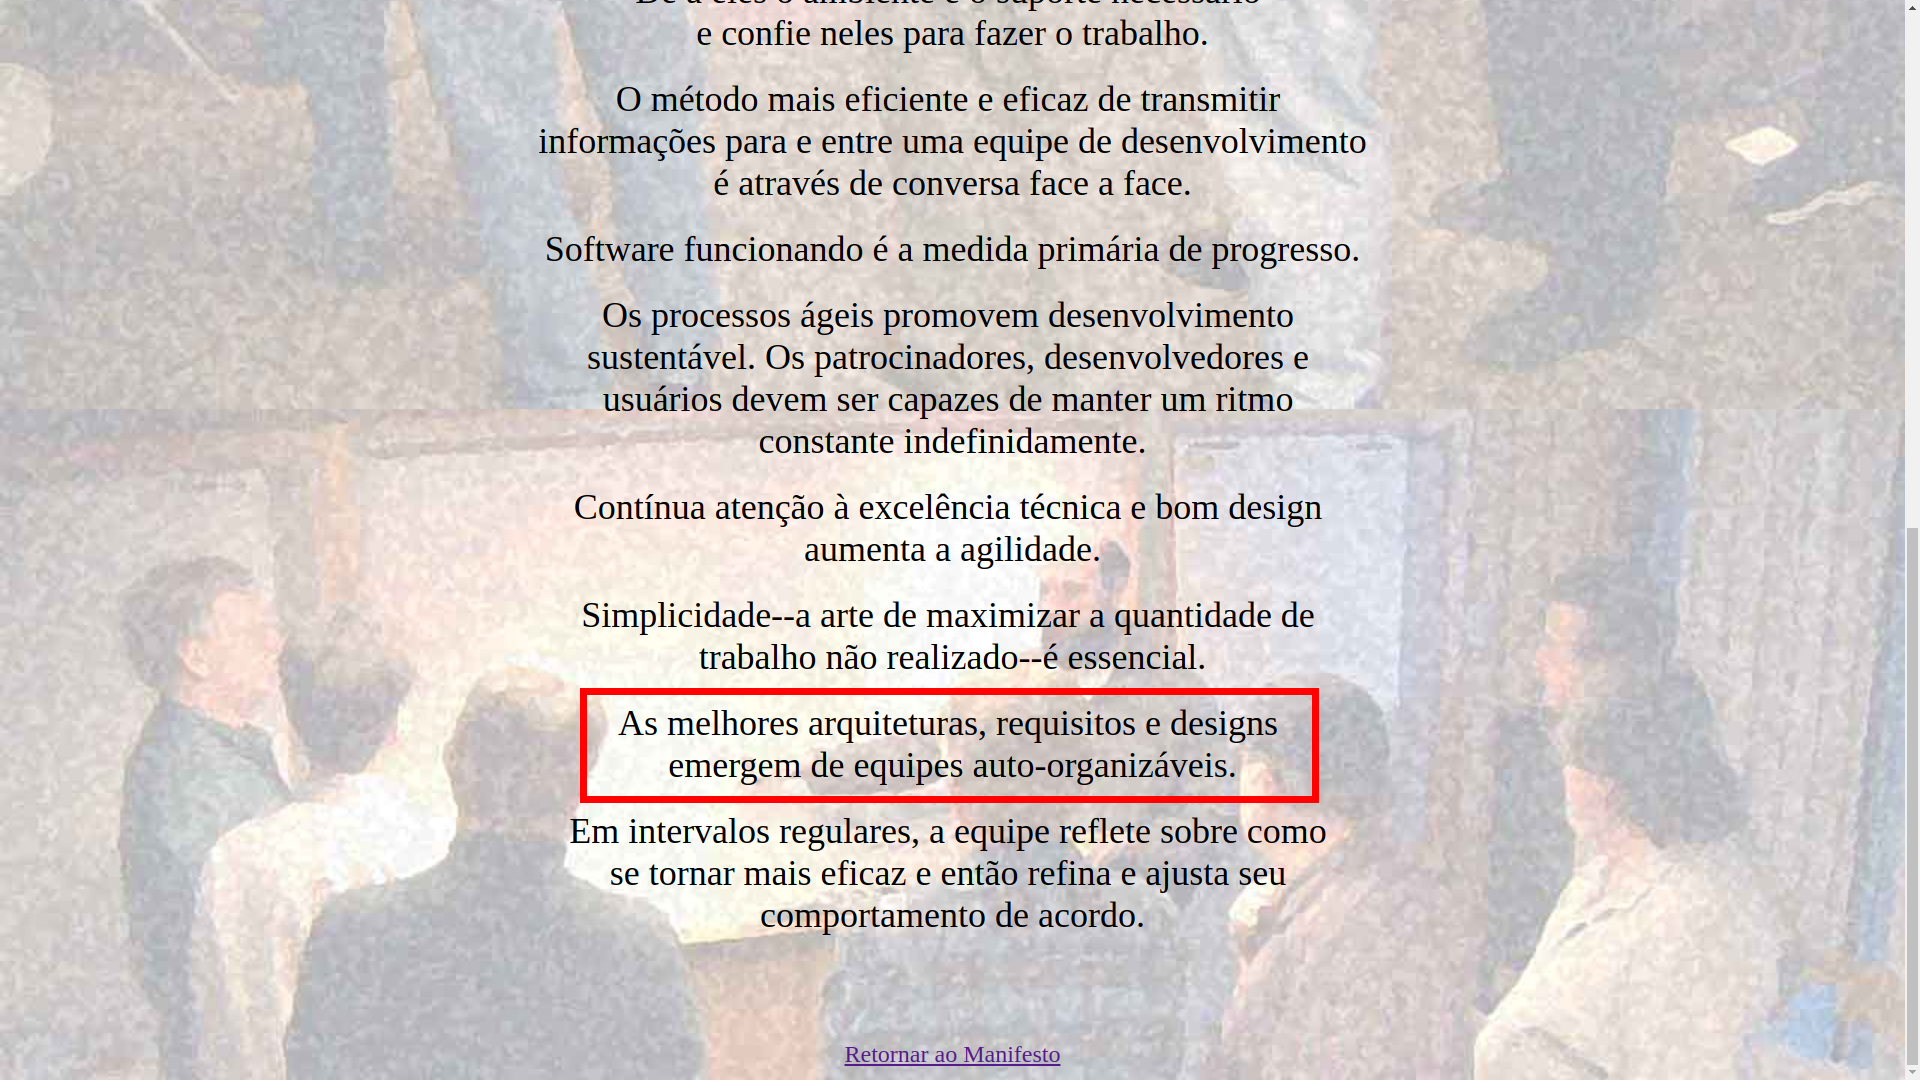 De a eles o ambiente e o suporte necessário
e confie neles para fazer o trabalho.
O método mais eficiente e eficaz de transmitir
informações para e entre uma equipe de desenvolvimento
é através de conversa face a face.
Software funcionando é a medida primária de progresso.
Os processos ágeis promovem desenvolvimento
sustentável. Os patrocinadores, desenvolvedores e
usuários devem ser capazes de manter um ritmo
constante indefinidamente.
Contínua atenção à excelência técnica e bom design
aumenta a agilidade.
Simplicidade--a arte de maximizar a quantidade de
trabalho não realizado--é essencial.
As melhores arquiteturas, requisitos e designs
emergem de equipes auto-organizáveis.
Em intervalos regulares, a equipe reflete sobre como
se tornar mais eficaz e então refina e ajusta seu
comportamento de acordo.
Retornar ao Manifesto